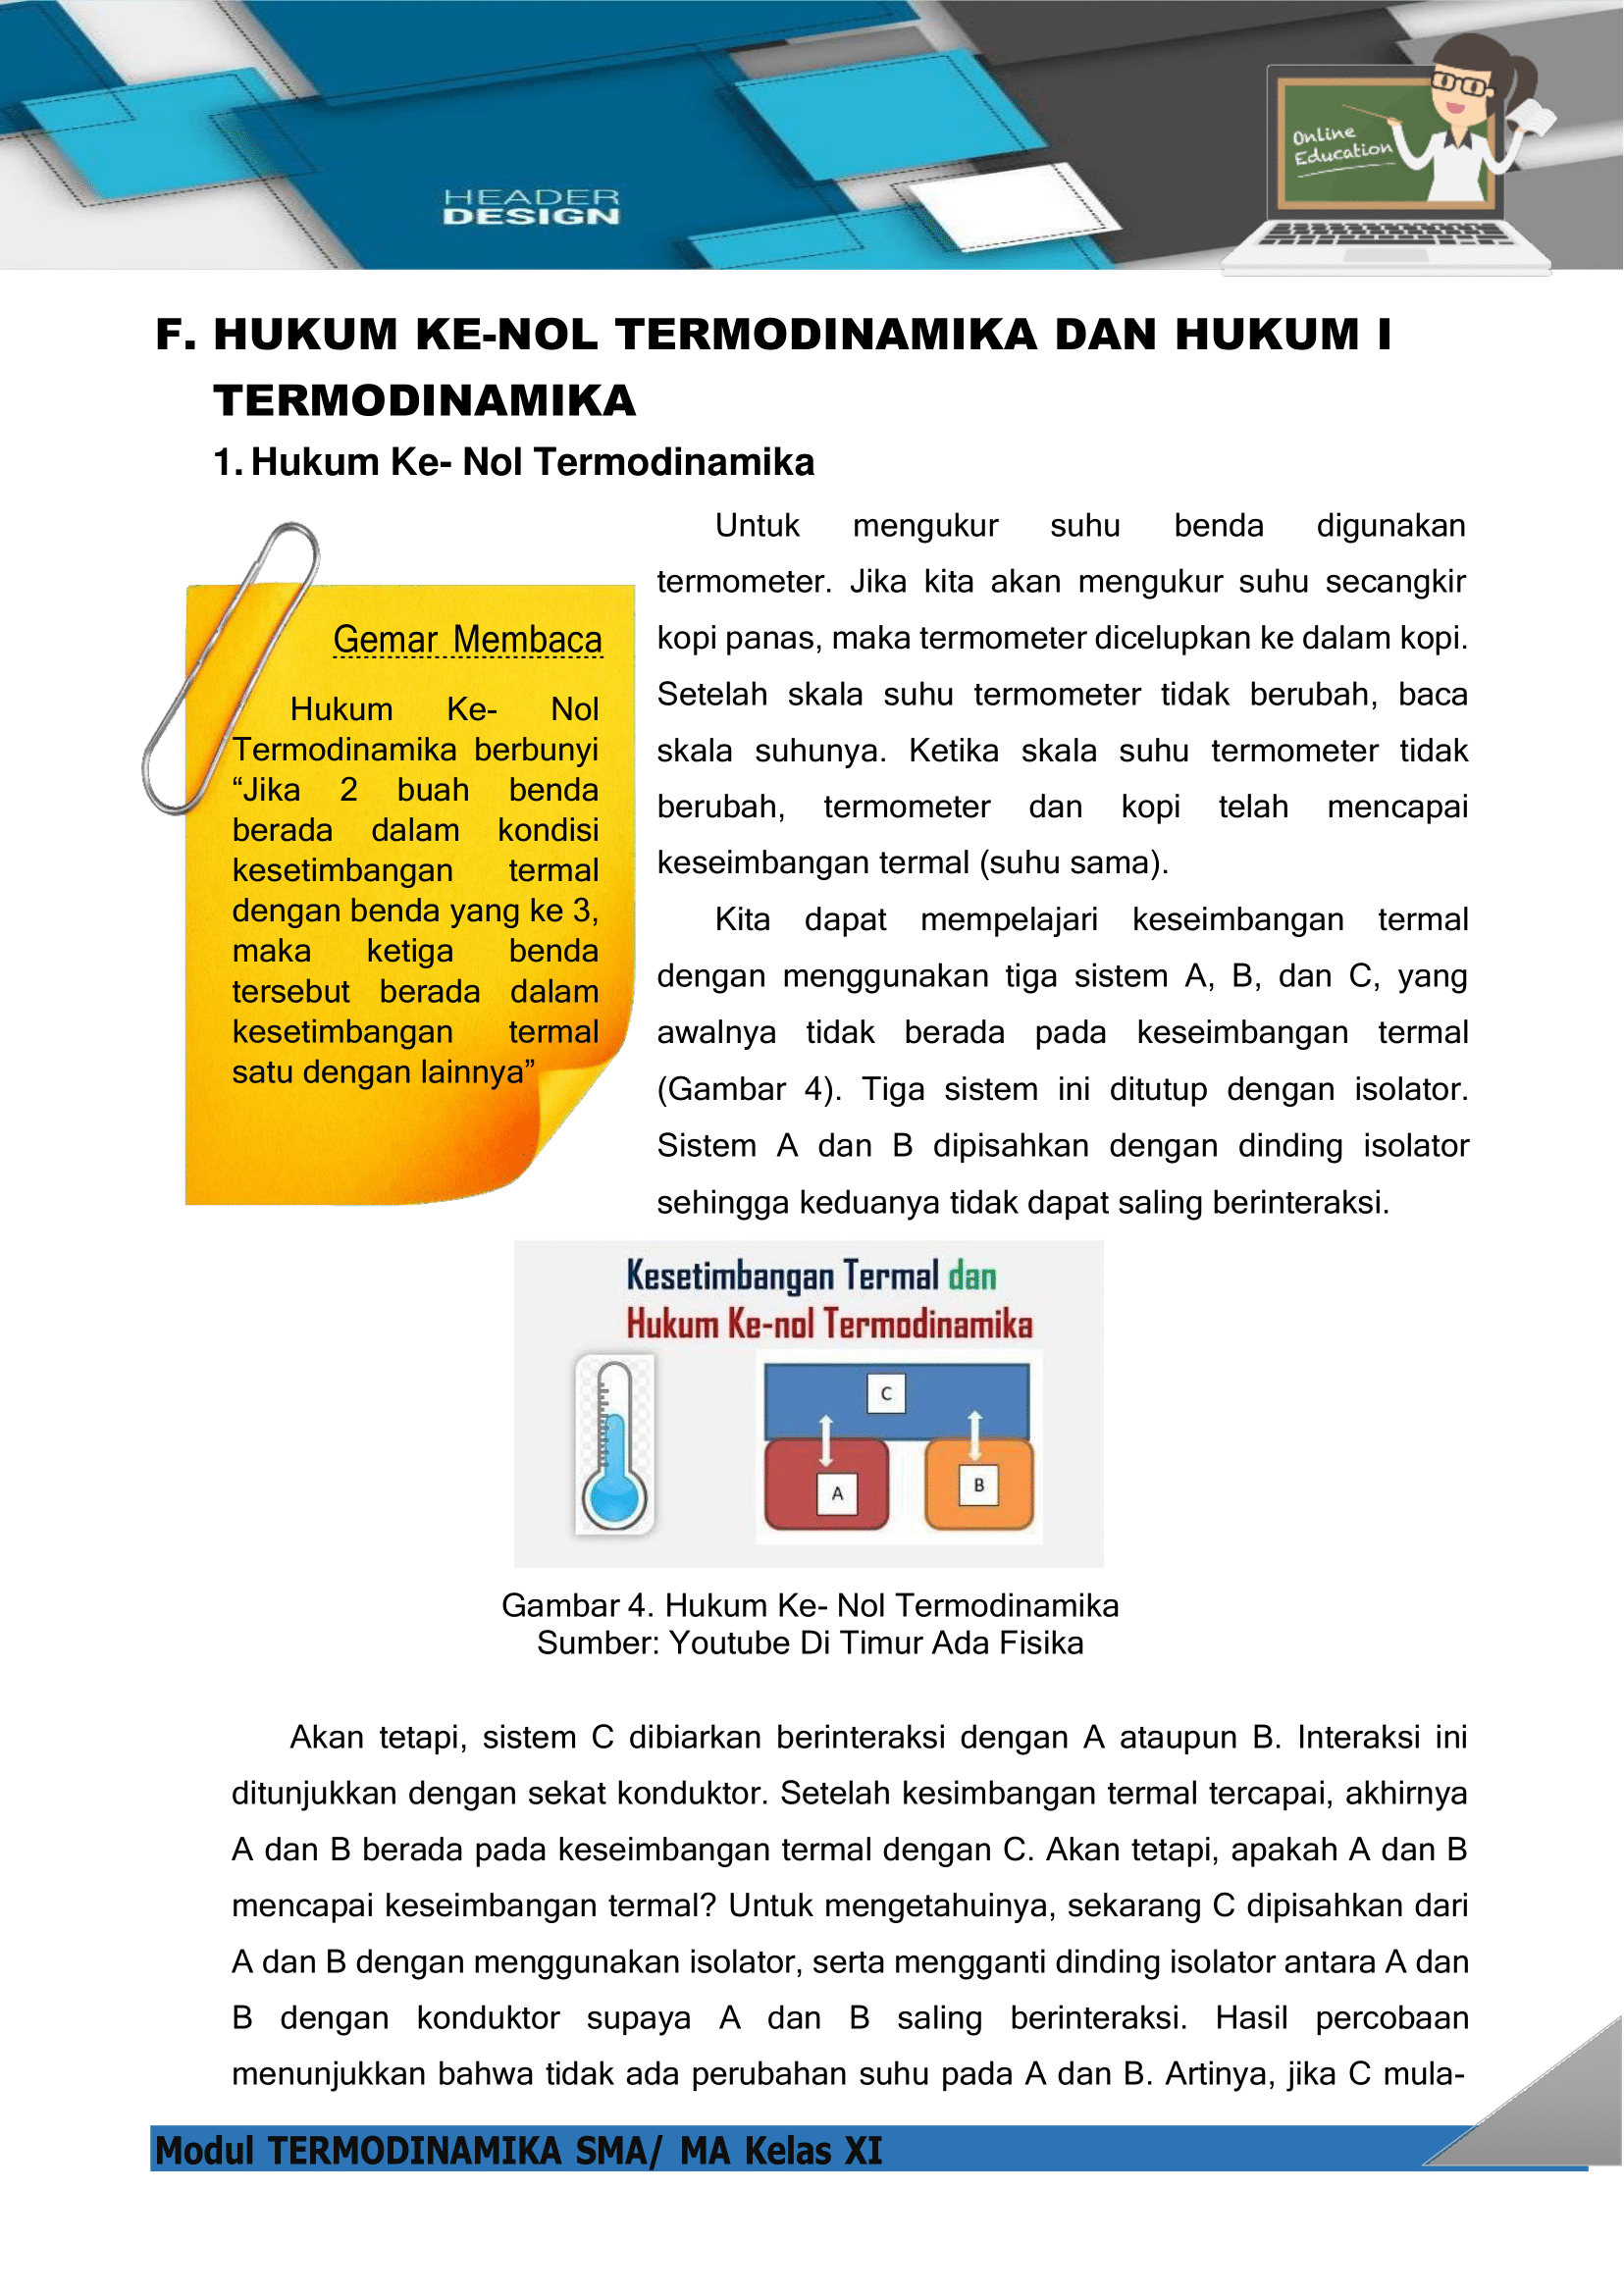 Online
Education
HEADER
DESIGN
F. HUKUM KE-NOL TERMODINAMIKA DAN HUKUM I
TERMODINAMIKA
1. Hukum Ke- Nol Termodinamika
Gemar Membaca
Hukum Ke- Nol
Termodinamika berbunyi
“Jika 2 buah benda
berada dalam kondisi
kesetimbangan termal
dengan benda yang ke 3,
maka ketiga benda
tersebut berada dalam
kesetimbangan termal
satu dengan lainnya”
Untuk mengukur suhu benda digunakan
termometer. Jika kita akan mengukur suhu secangkir
kopi panas, maka termometer dicelupkan ke dalam kopi.
Setelah skala suhu termometer tidak berubah, baca
skala suhunya. Ketika skala suhu termometer tidak
berubah, termometer dan kopi telah mencapai
keseimbangan termal (suhu sama).
Kita dapat mempelajari keseimbangan termal
dengan menggunakan tiga sistem A, B, dan C, yang
awalnya tidak berada pada keseimbangan termal
(Gambar 4). Tiga sistem ini ditutup dengan isolator.
Sistem A dan B dipisahkan dengan dinding isolator
sehingga keduanya tidak dapat saling berinteraksi.
Kesetimbangan Termal dan
Hukum Ke-nol Termodinamika
C
A
B
Gambar 4. Hukum Ke- Nol Termodinamika
Sumber: Youtube Di Timur Ada Fisika
Akan tetapi, sistem C dibiarkan berinteraksi dengan A ataupun B. Interaksi ini
ditunjukkan dengan sekat konduktor. Setelah kesimbangan termal tercapai, akhirnya
A dan B berada pada keseimbangan termal dengan C. Akan tetapi, apakah A dan B
mencapai keseimbangan termal? Untuk mengetahuinya, sekarang C dipisahkan dari
A dan B dengan menggunakan isolator, serta mengganti dinding isolator antara A dan
B dengan konduktor supaya A dan B saling berinteraksi. Hasil percobaan
menunjukkan bahwa tidak ada perubahan suhu pada A dan B. Artinya, jika C mula-
Modul TERMODINAMIKA SMA/ MA Kelas XI